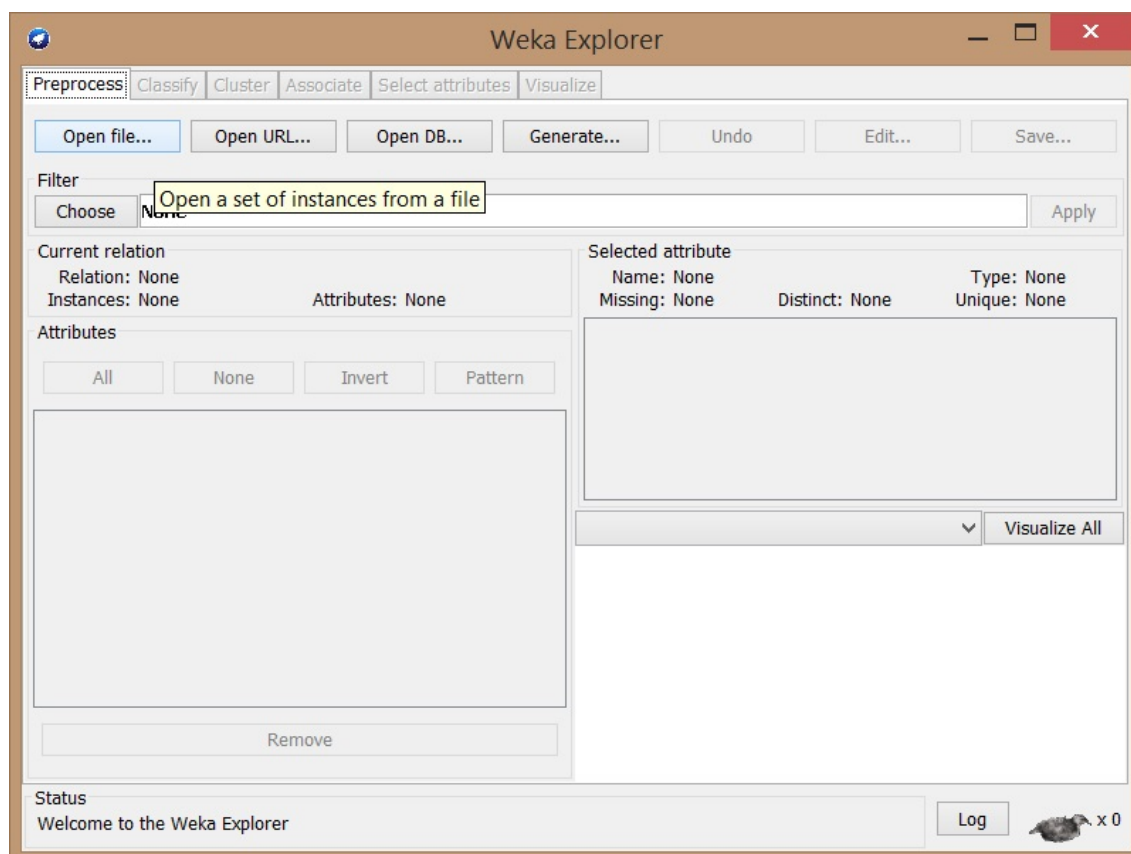 Weka Explorer
Preprocess Classify Cluster Associate Select attributes Visualize
Open file... Open URL... Open DB... Generate... Undo Edit... Save...
Filter
Open a set of instances from a file
Choose None Apply
Current relation
Relation: None
Instances: None Attributes: None
Selected attribute
Name: None Type: None
Missing: None Distinct: None Unique: None
Attributes
All None Invert Pattern
Visualize All
Remove
Status
Welcome to the Weka Explorer
Log x 0